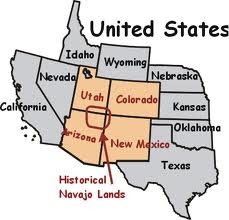 United States
Idaho
Wyoming
Nevada
Nebraska
Utah
Colorado
California
Kansas
Oklahoma
Arizona
New Mexico
Texas
Historical
Navajo Lands